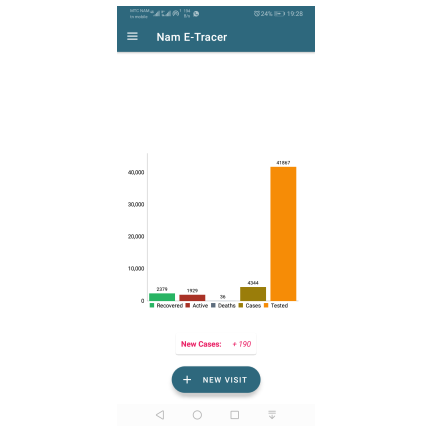 MTC NAM
24% 19:28
to mobile
Nam E-Tracer
41867
40,000
30,000
20,000
10,000
4344
2379
1929
36
0
Recovered Active Deaths Cases Tested
New Cases: + 190
+ NEW VISIT